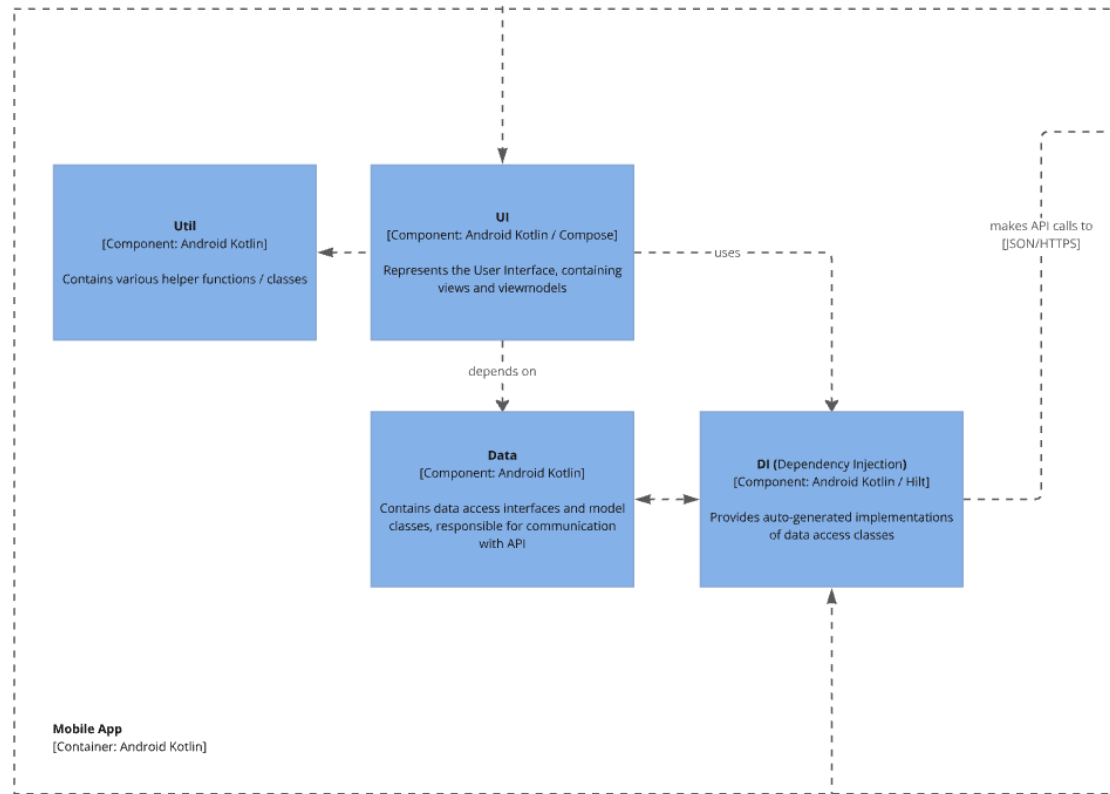 Util
[Component: Android Kotlin]
Contains various helper functions / classes
UI
[Component: Android Kotlin / Compose]
Represents the User Interface, containing
views and viewmodels
uses
makes API calls to
[JSON/HTTPS]
depends on
Data
[Component: Android Kotlin]
Contains data access interfaces and model
classes, responsible for communication
with API
DI (Dependency Injection)
[Component: Android Kotlin / Hilt]
Provides auto-generated implementations
of data access classes
Mobile App
[Container: Android Kotlin]